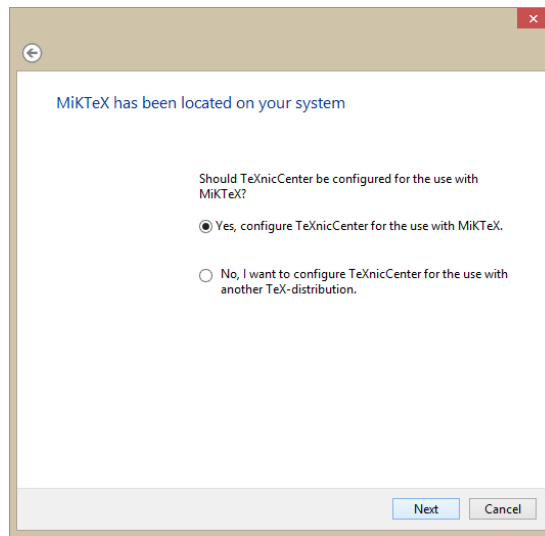 MiKTeX has been located on your system
Should TeXnicCenter be configured for the use with
MiKTeX?
Yes, configure TeXnicCenter for the use with MiKTeX.
No, I want to configure TeXnicCenter for the use with
another TeX-distribution.
Next
Cancel